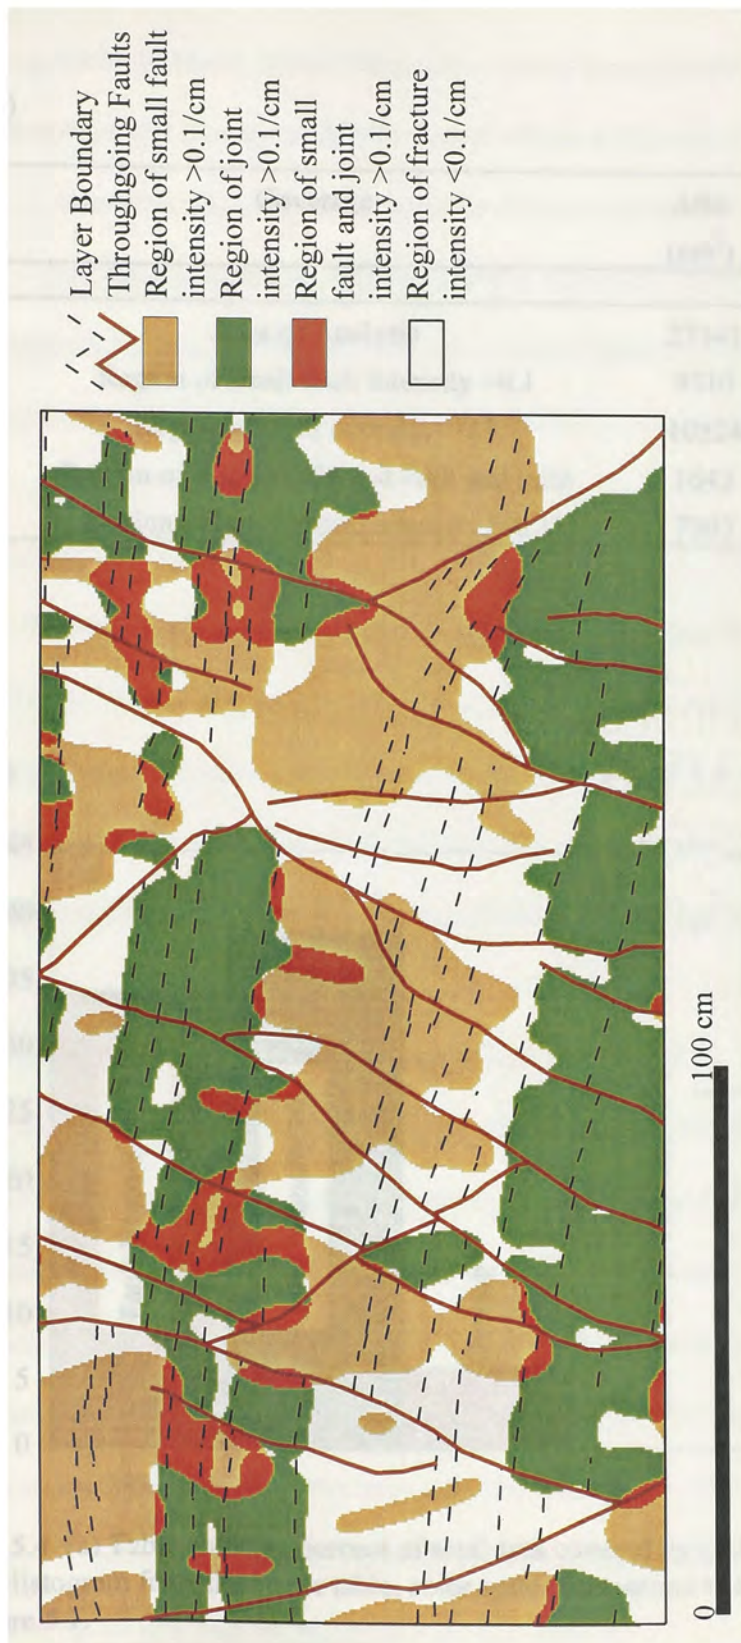 Layer Boundary
Throughgoing Faults
Region of small fault
intensity >0.1/cm
Region of joint
intensity >0.1/cm
Region of small
fault and joint
intensity >0.1/cm
Region of fracture
intensity <0.1/cm
0
100 cm